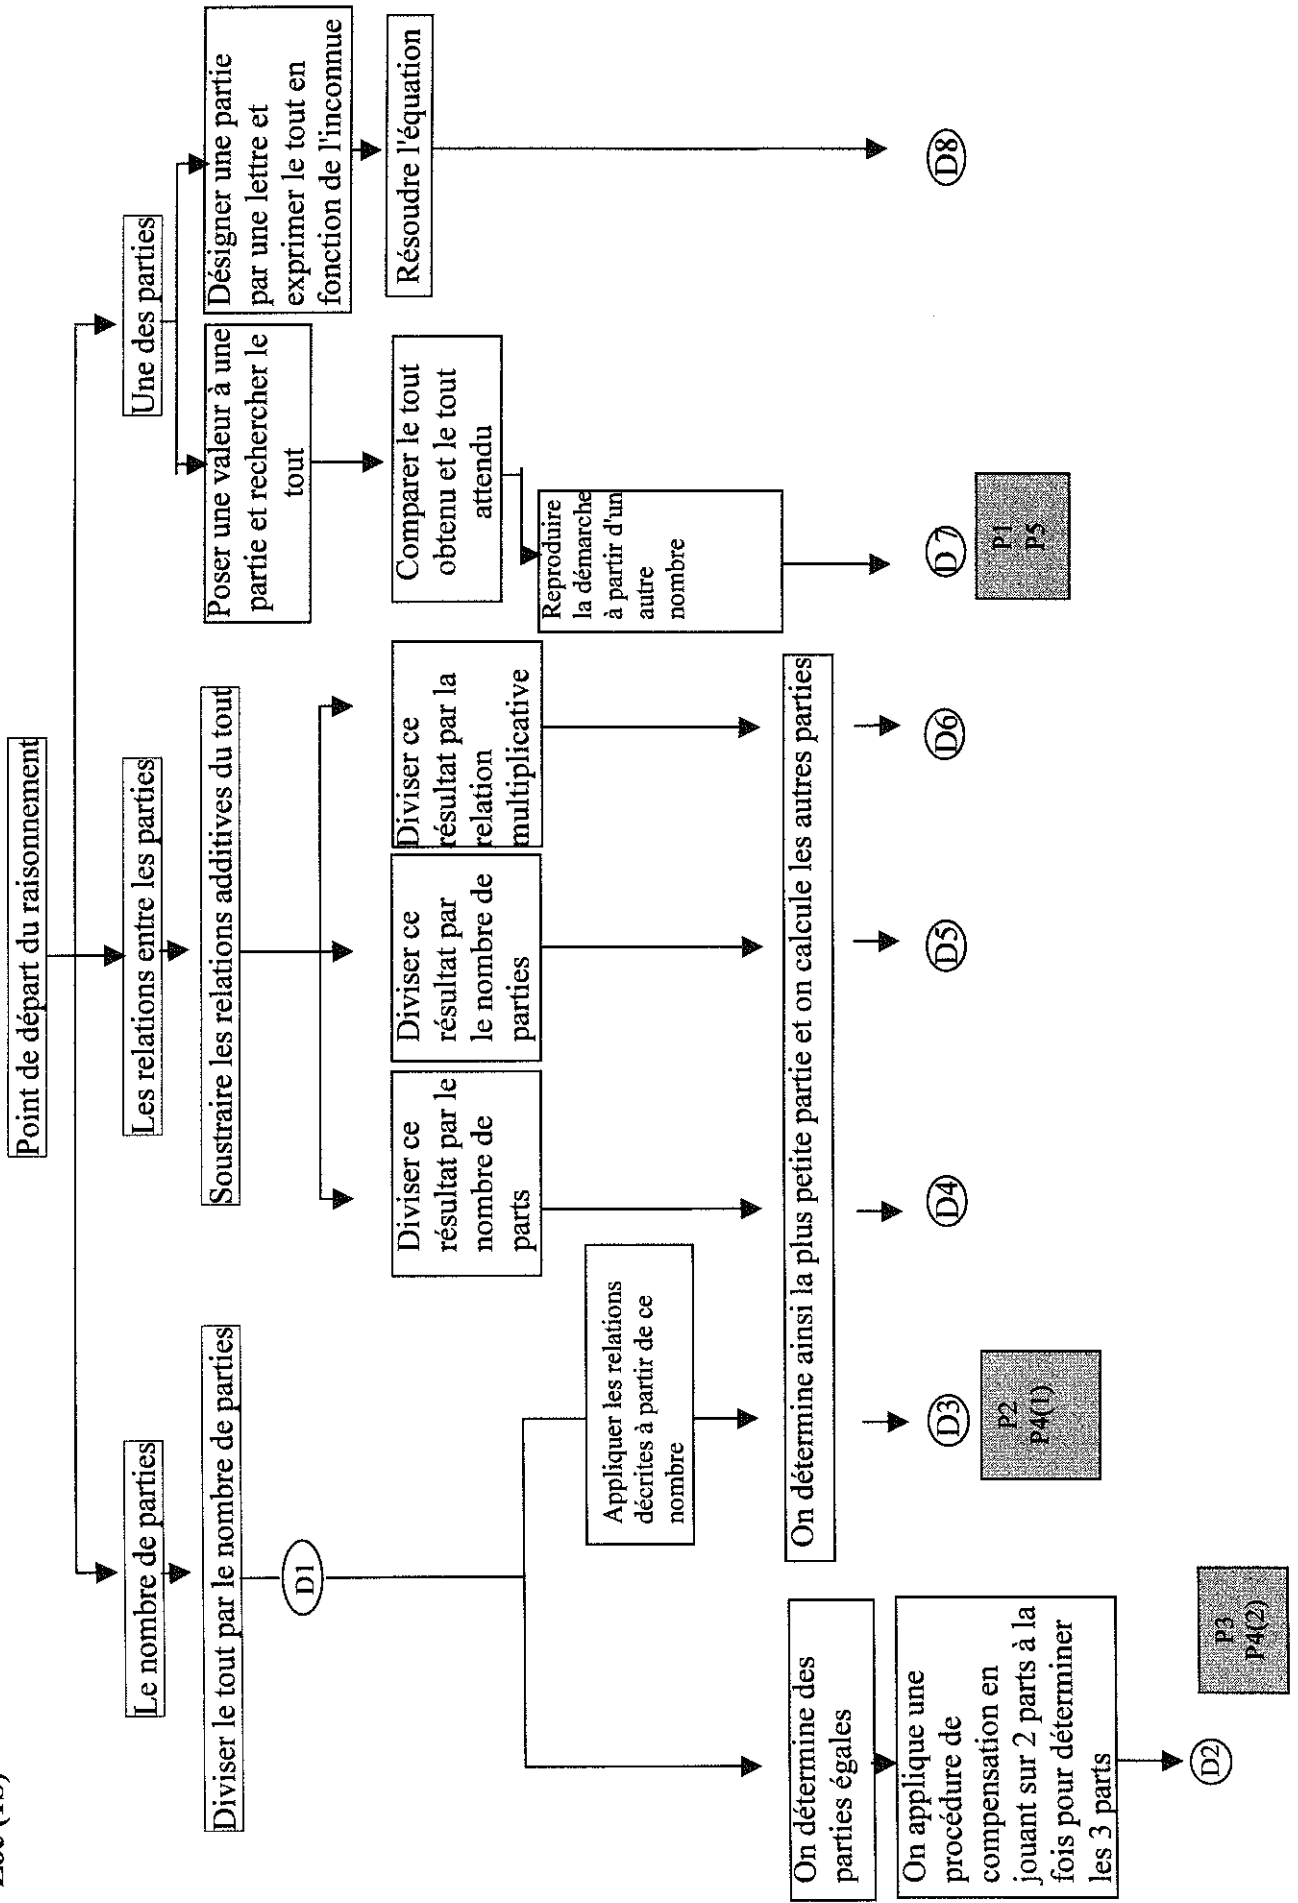 Point de départ du raisonnement
Le nombre de parties
Les relations entre les parties
Une des parties
Diviser le tout par le nombre de parties
Soustraire les relations additives du tout
Poser une valeur à une
partie et rechercher le
tout
Désigner une partie
par une lettre et
exprimer le tout en
fonction de l'inconnue
D1
Diviser ce
résultat par le
nombre de
parts
Diviser ce
résultat par
le nombre de
parties
Diviser ce
résultat par la
relation
multiplicative
Comparer le tout
obtenu et le tout
attendu
Résoudre l'équation
Appliquer les relations
décrites à partir de ce
nombre
Reproduire
la démarche
à partir d'un
autre
nombre
On détermine des
parties égales
On détermine ainsi la plus petite partie et on calcule les autres parties
On applique une
procédure de
compensation en
jouant sur 2 parts à la
fois pour déterminer
les 3 parts
D3
D4
D5
D6
D 7
D8
P2
P4(1)
P1
P5
D2
P3
P4(2)